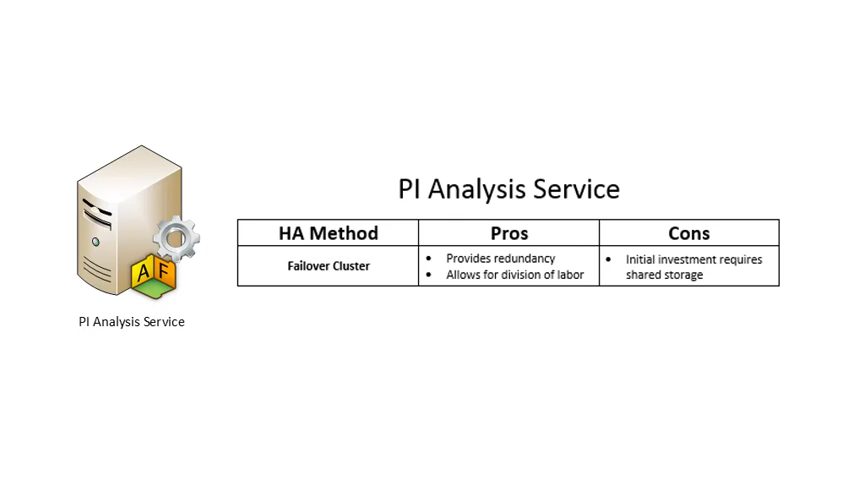 PI Analysis Service
HA Method Pros Cons
Failover Cluster
• Provides redundancy
• Allows for division of labor
• Initial investment requires
shared storage
A F
PI Analysis Service